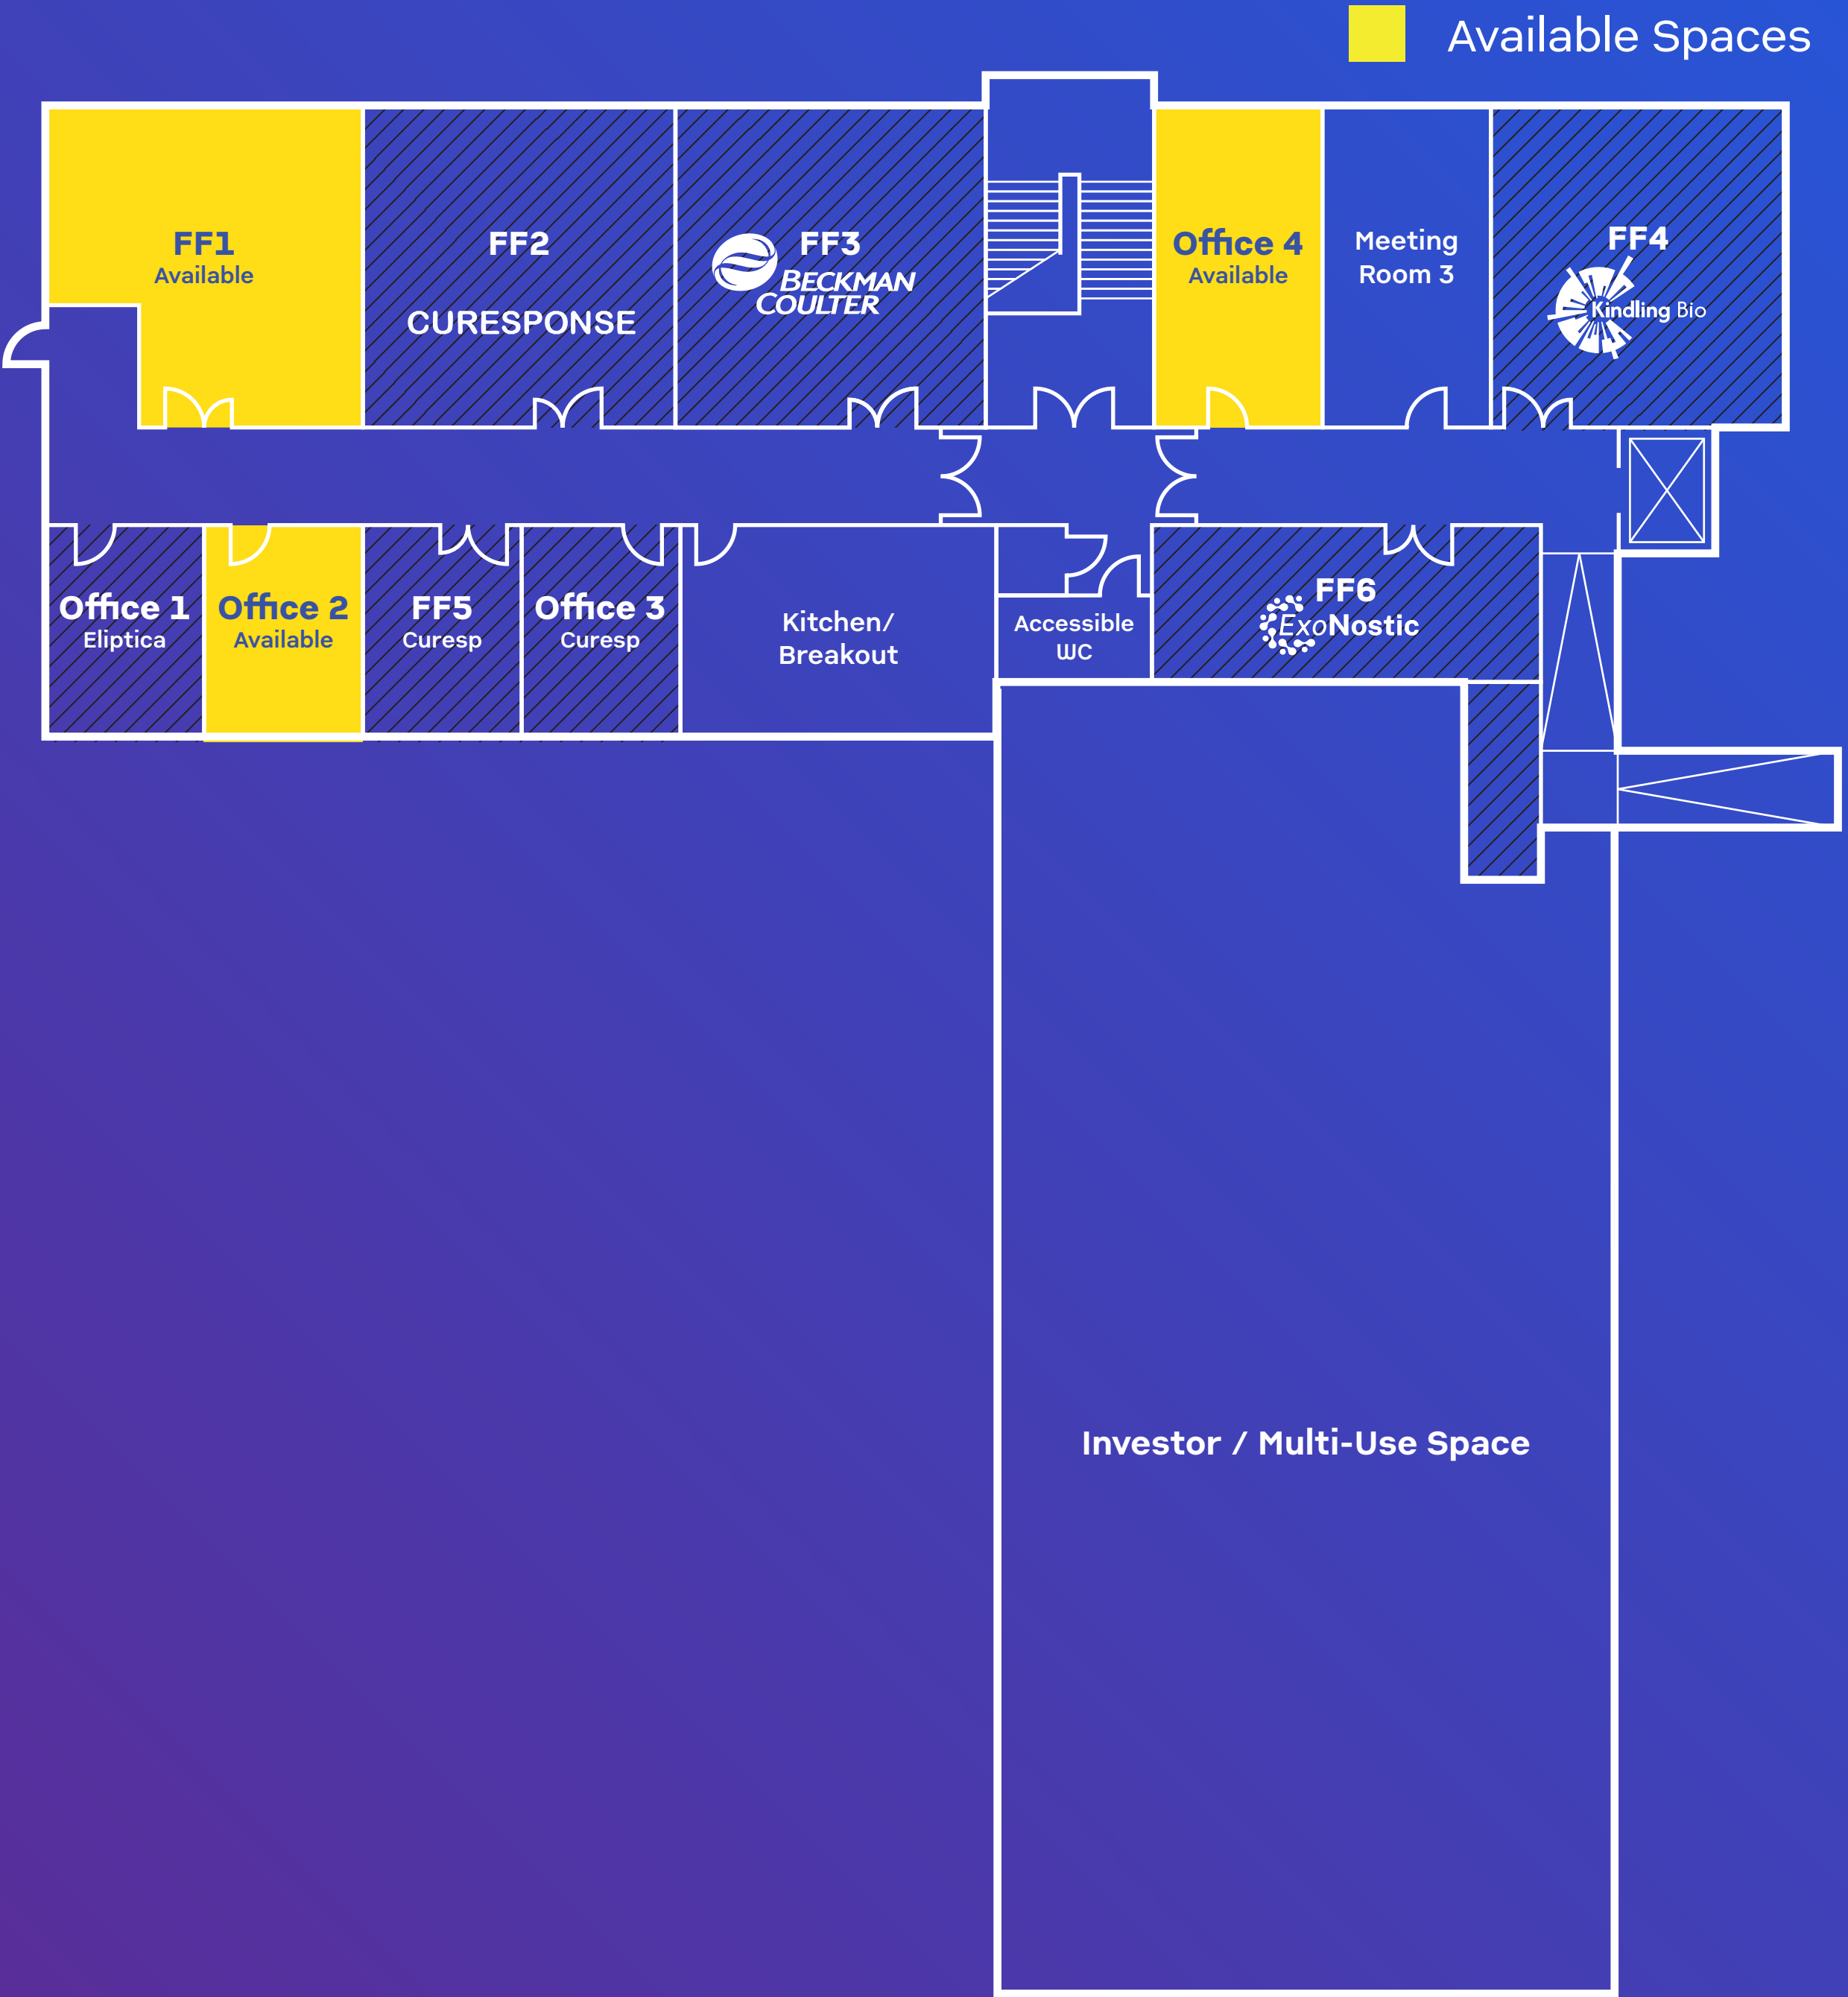 Available Spaces
FF1
Available
FF2
CURESPONSE
FF3
BECKMAN
COULTER
Office 4
Available
Meeting
Room 3
FF4
Kindling Bio
Office 1
Eliptica
Office 2
Available
FF5
Curesp
Office 3
Curesp
Kitchen/
Breakout
Accessible
WC
FF6
ExoNostic
Investor / Multi-Use Space